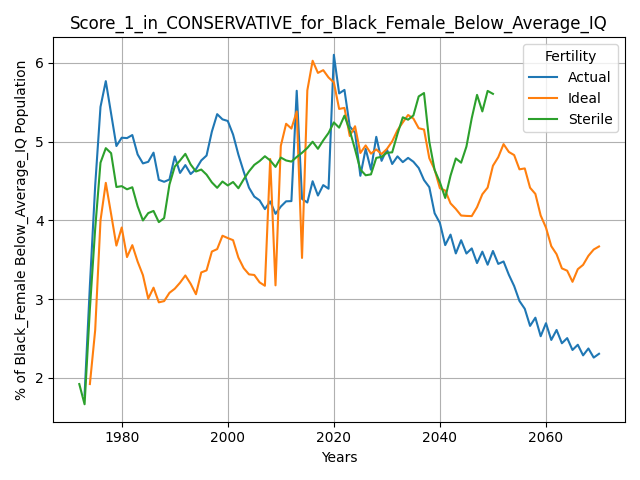 Score_1_in_CONSERVATIVE_for_Black_Female_Below_Average_IQ
% of Black_Female Below_Average_IQ Population
6
5
4
3
2
Fertility
Actual
Ideal
Sterile
1980
2000
2020
2040
2060
Years